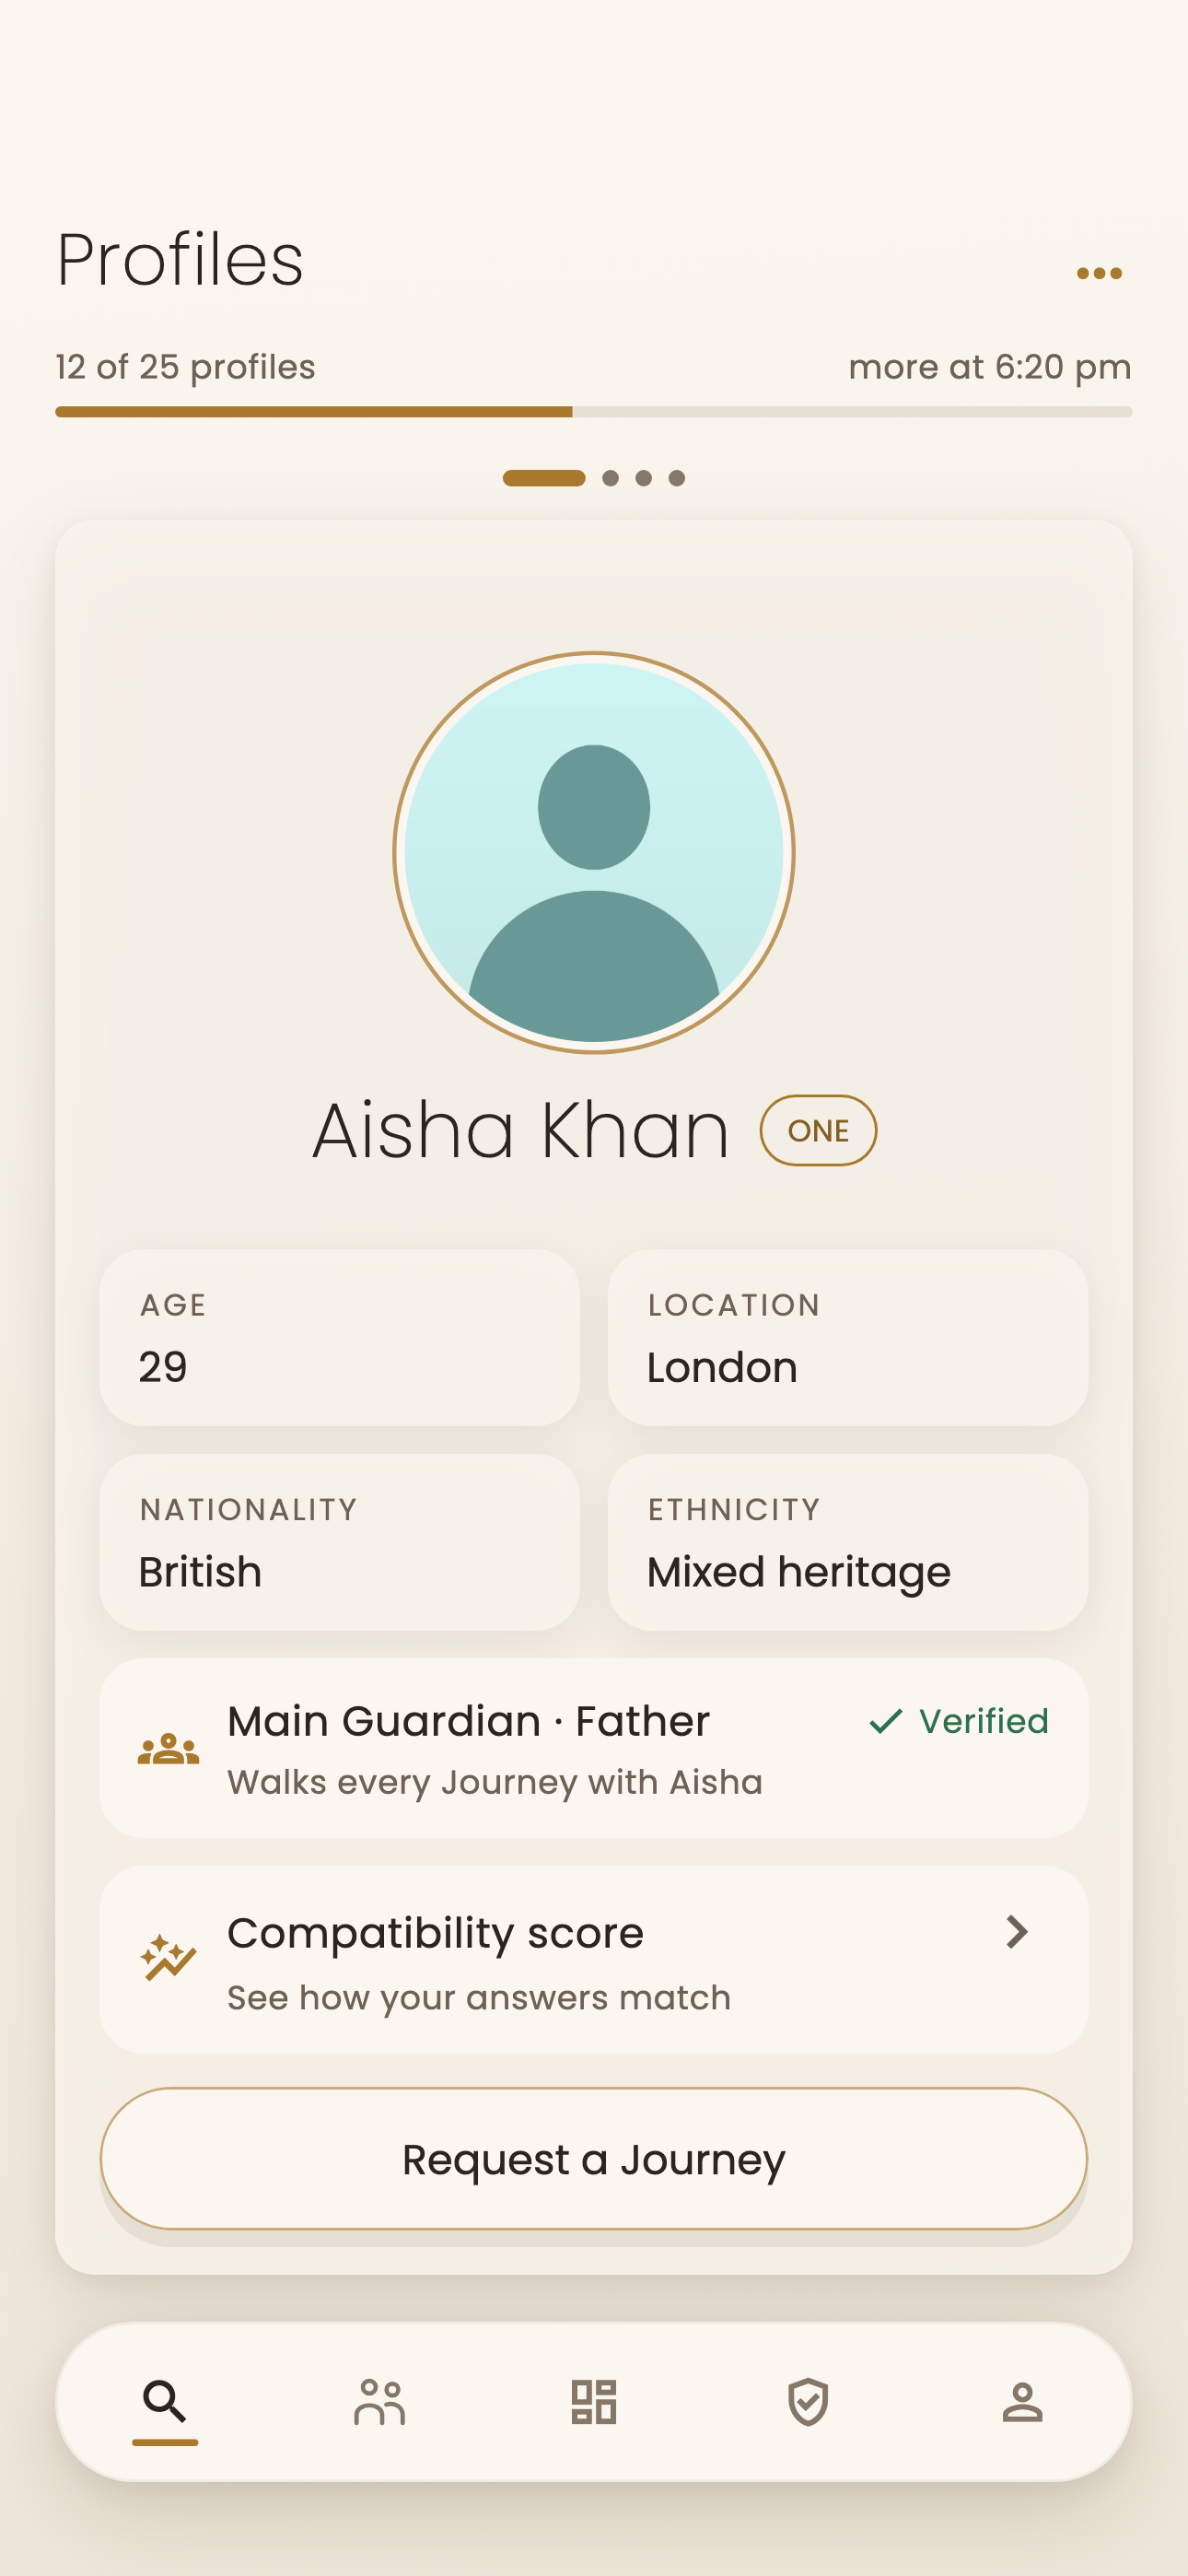 Profiles
12 of 25 profiles
more at 6:20 pm
Aisha Khan
ONE
AGE
29
LOCATION
London
NATIONALITY
British
ETHNICITY
Mixed heritage
Main Guardian · Father
Verified
Walks every Journey with Aisha
Compatibility score
See how your answers match
Request a Journey